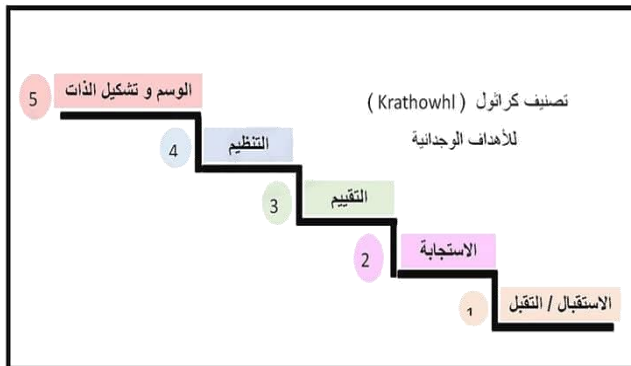 تصنيف كراثول ( Krathowhl )
للأهداف الوجدانية
5 الوسم و تشكيل الذات
4 التنظيم
3 التقييم
2 الاستجابة
1 الاستقبال / التقبل